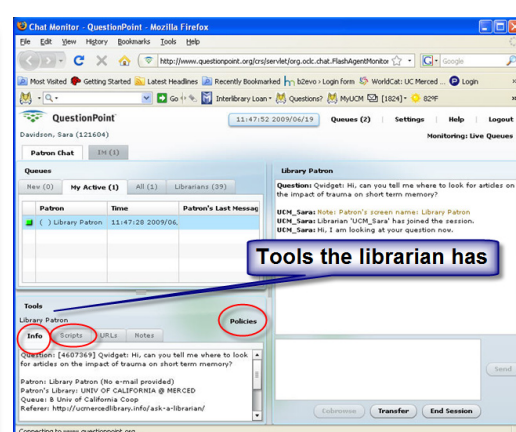 Chat Monitor - QuestionPoint - Mozilla Firefox
File Edit View History Bookmarks Tools Help
http://www.questionpoint.org/crs/servlet/org.oclc.chat.FlashAgentMonitor
Google
Most Visited Getting Started Latest Headlines Recently Bookmarked b2evo Login form WorldCat: UC Merced ... Login
Go Interlibrary Loan Questions? MyUCM [1824] 82ºF
QuestionPoint
11:47:52 2009/06/19 Queues (2) Settings Help Logout
Davidson, Sara (121604)
Monitoring: Live Queues
Patron Chat IM (1)
Queues
New (0) My Active (1) All (1) Librarians (39)
Patron Time Patron's Last Messag
( ) Library Patron 11:47:28 2009/06,
Library Patron
Question: Qvidget: Hi, can you tell me where to look for articles on
the impact of trauma on short term memory?
UCM_Sara: Note: Patron's screen name: Library Patron
UCM_Sara: Librarian 'UCM_Sara' has joined the session.
UCM_Sara: Hi, I am looking at your question now.
Tools the librarian has
Tools
Library Patron
Policies
Info Scripts URLs Notes
Question: [4607369] Qvidget: Hi, can you tell me where to look
for articles on the impact of trauma on short term memory?
Patron: Library Patron (No e-mail provided)
Patron's Library: UNIV OF CALIFORNIA @ MERCED
Queue: B Univ of California Coop
Referer: http://ucmercedlibrary.info/ask-a-librarian/
Send
Cobrowse Transfer End Session
Connecting to www.questionpoint.org